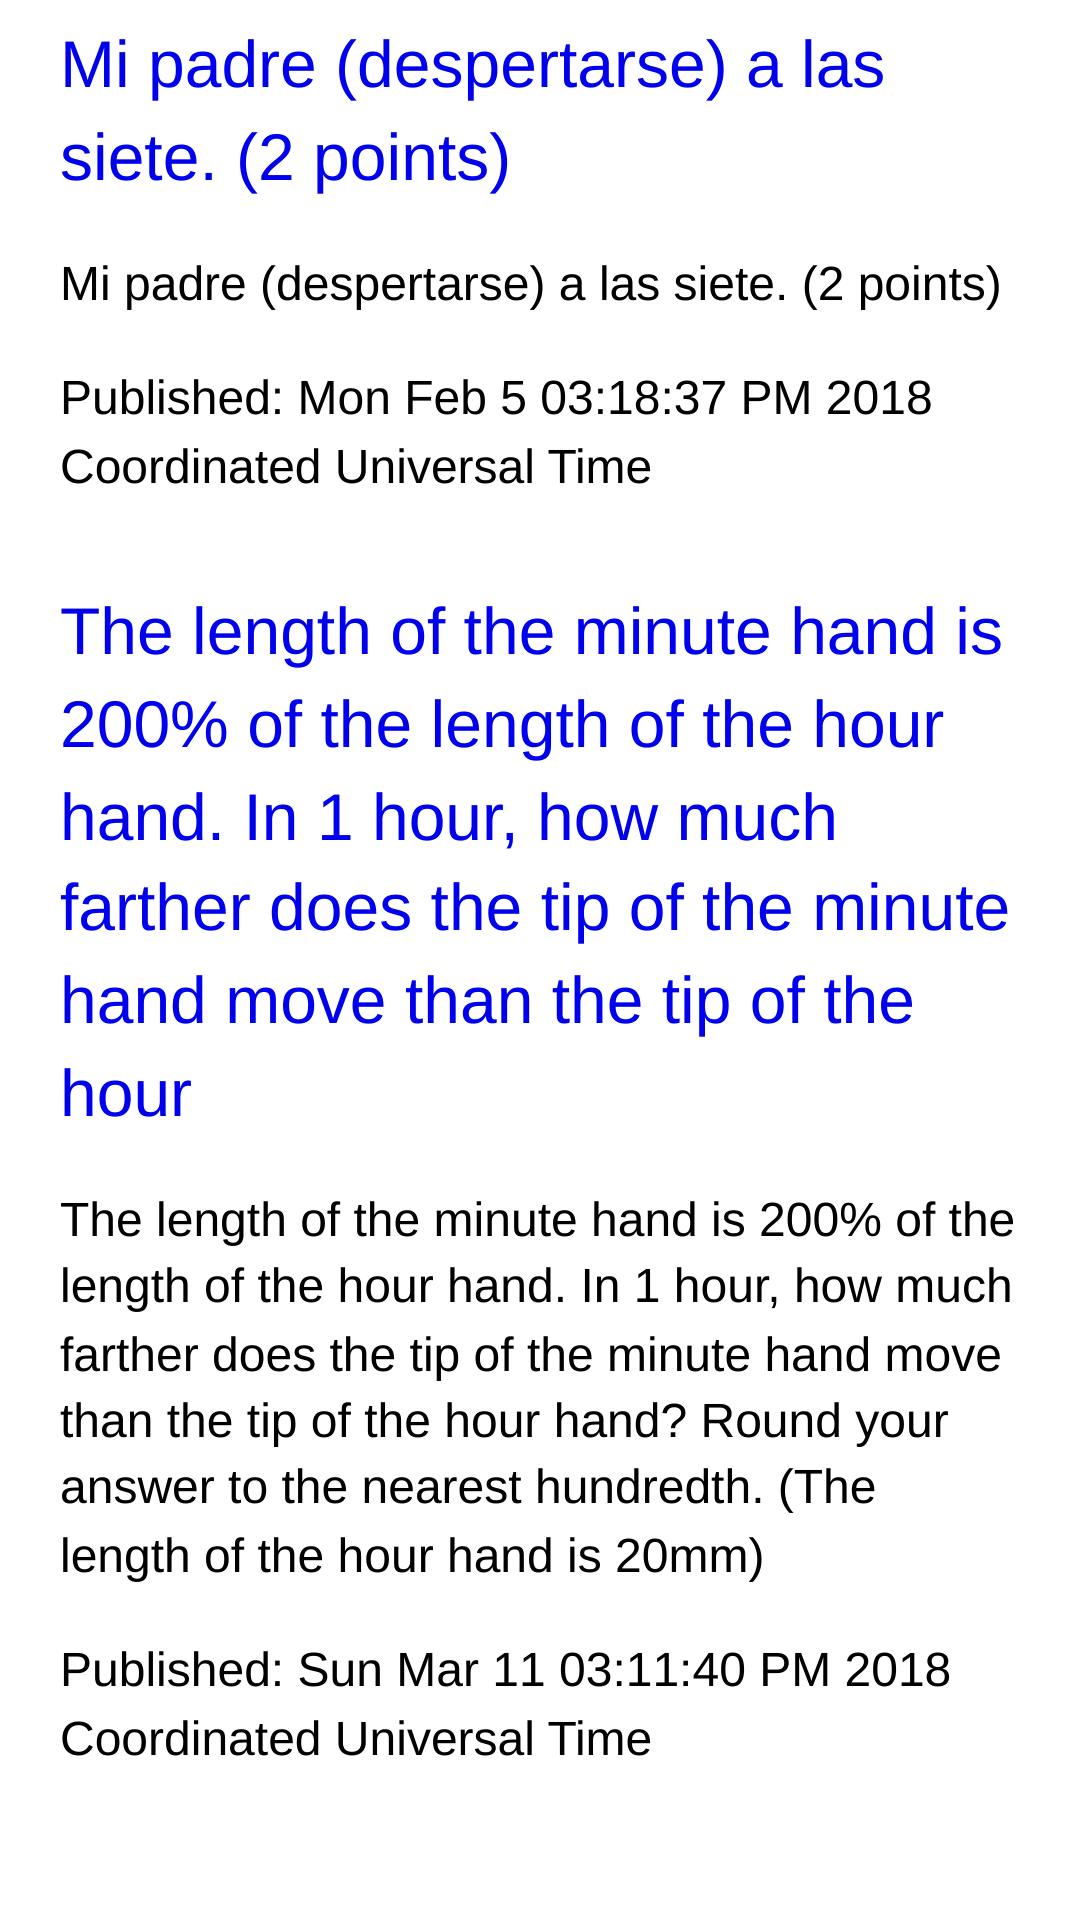 Mi padre (despertarse) a las
siete. (2 points)
Mi padre (despertarse) a las siete. (2 points)
Published: Mon Feb 5 03:18:37 PM 2018
Coordinated Universal Time
The length of the minute hand is
200% of the length of the hour
hand. In 1 hour, how much
farther does the tip of the minute
hand move than the tip of the
hour
The length of the minute hand is 200% of the
length of the hour hand. In 1 hour, how much
farther does the tip of the minute hand move
than the tip of the hour hand? Round your
answer to the nearest hundredth. (The
length of the hour hand is 20mm)
Published: Sun Mar 11 03:11:40 PM 2018
Coordinated Universal Time